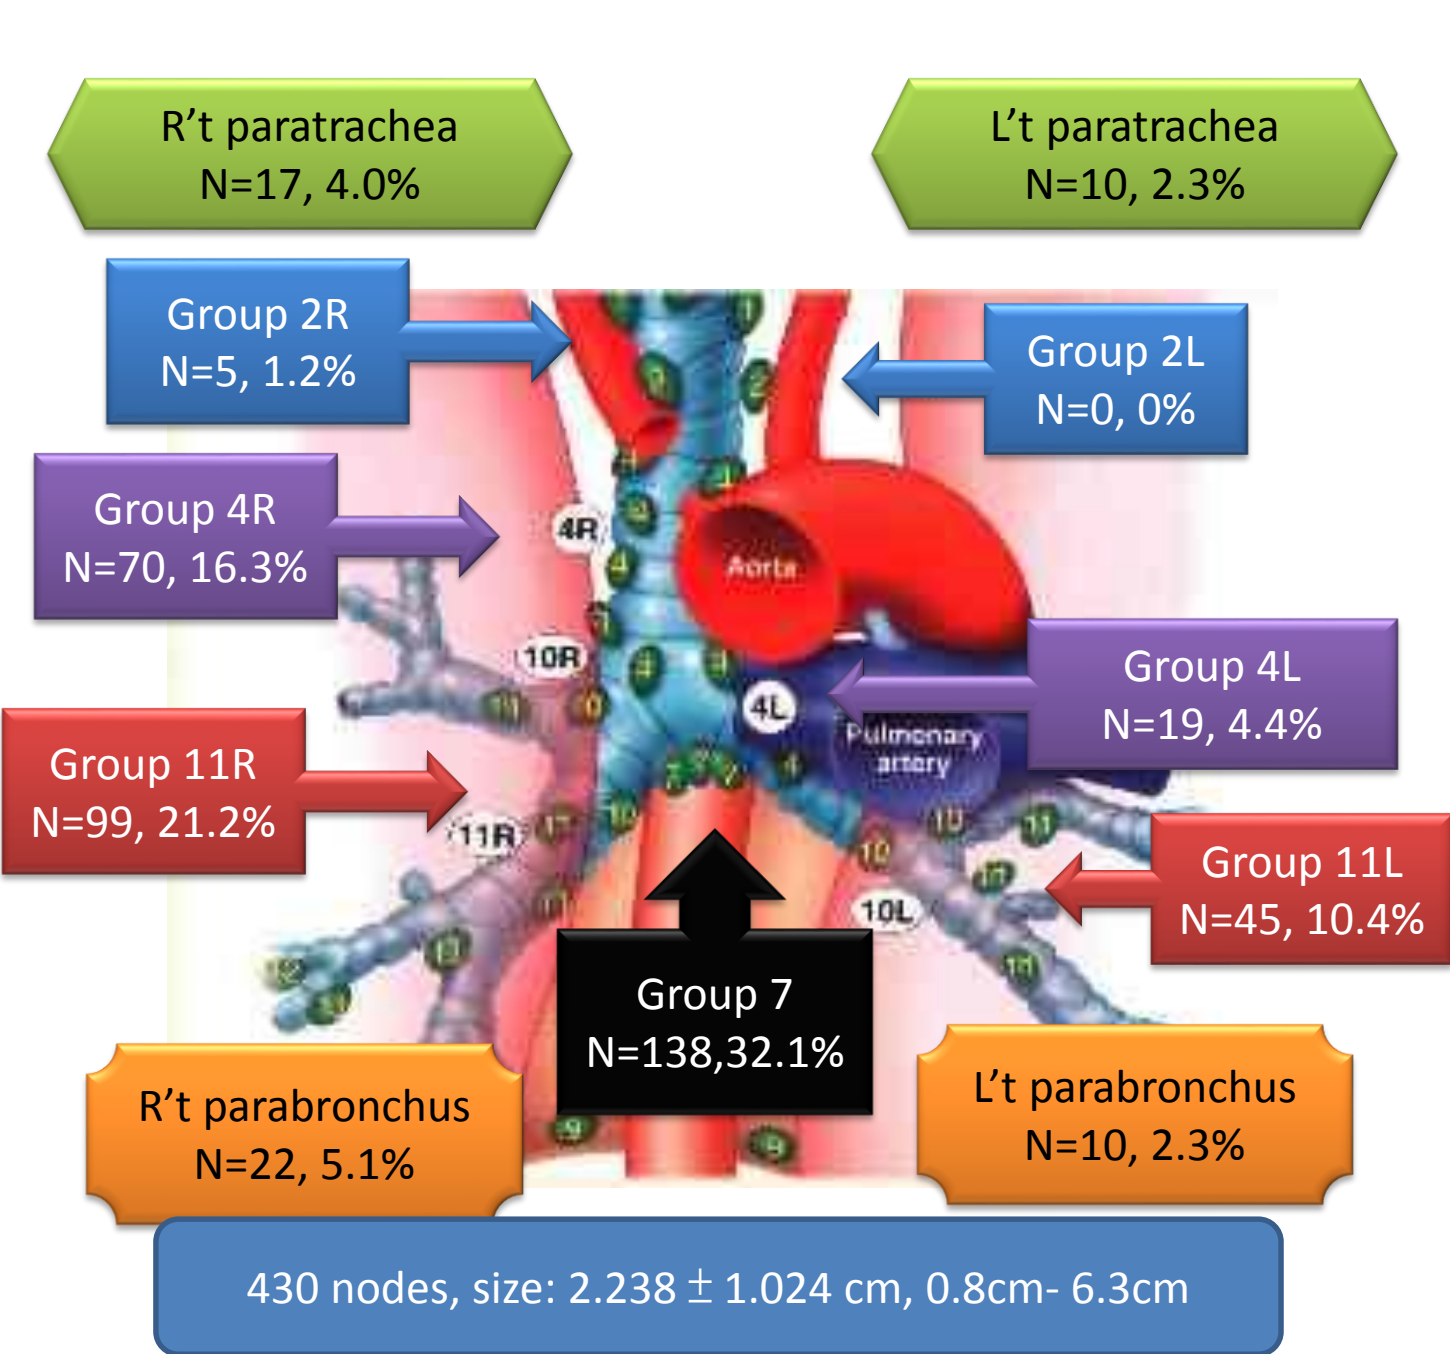 R't paratrachea
N=17, 4.0%
L't paratrachea
N=10, 2.3%
Group 2R
N=5, 1.2%
Group 2L
N=0, 0%
Group 4R
N=70, 16.3%
4R
Aorta
10R
4L
Group 4L
N=19, 4.4%
Pulmonary
artery
Group 11R
N=99, 21.2%
11R
10L
Group 11L
N=45, 10.4%
Group 7
N=138,32.1%
R't parabronchus
N=22, 5.1%
L't parabronchus
N=10, 2.3%
430 nodes, size: 2.238 ± 1.024 cm, 0.8cm- 6.3cm